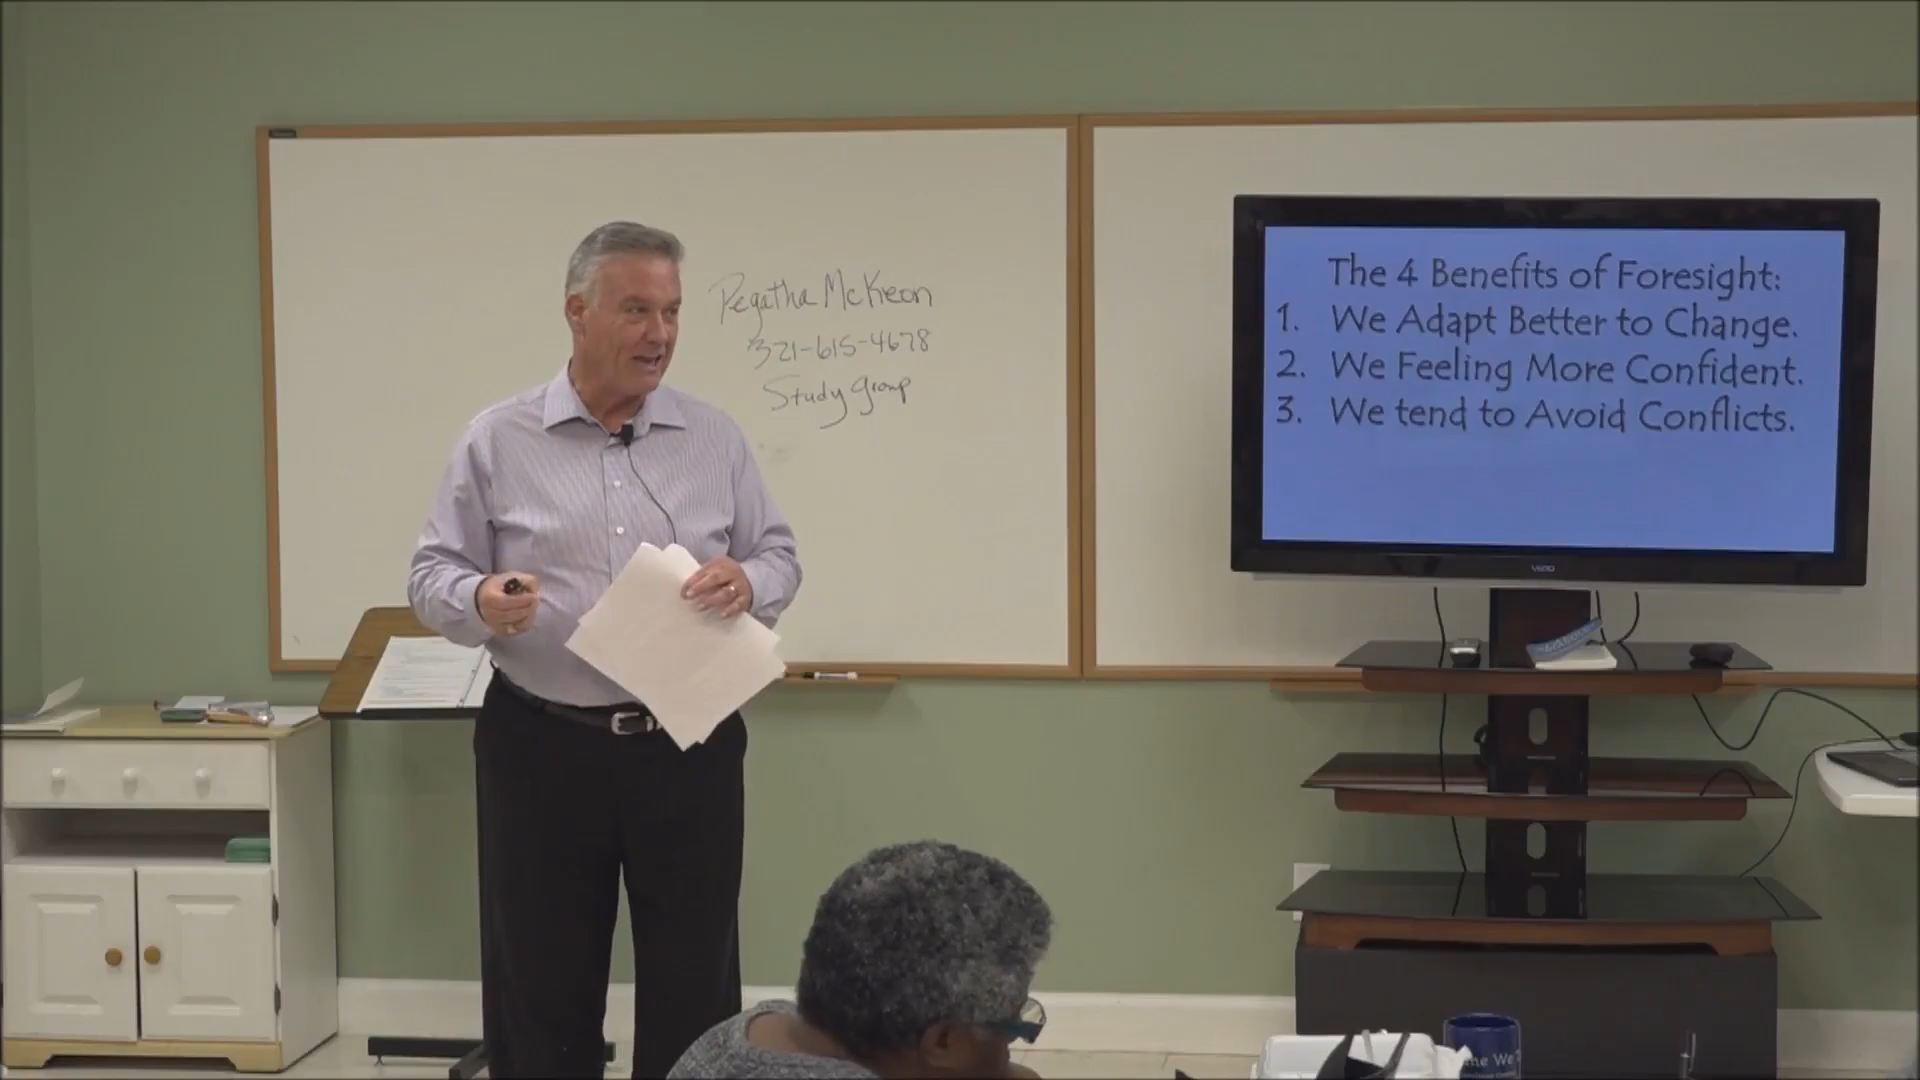 Pegatha McKeon
321-615-4678
Study Group
The 4 Benefits of Foresight:
1. We Adapt Better to Change.
2. We Feeling More Confident.
3. We tend to Avoid Conflicts.
VIZIO